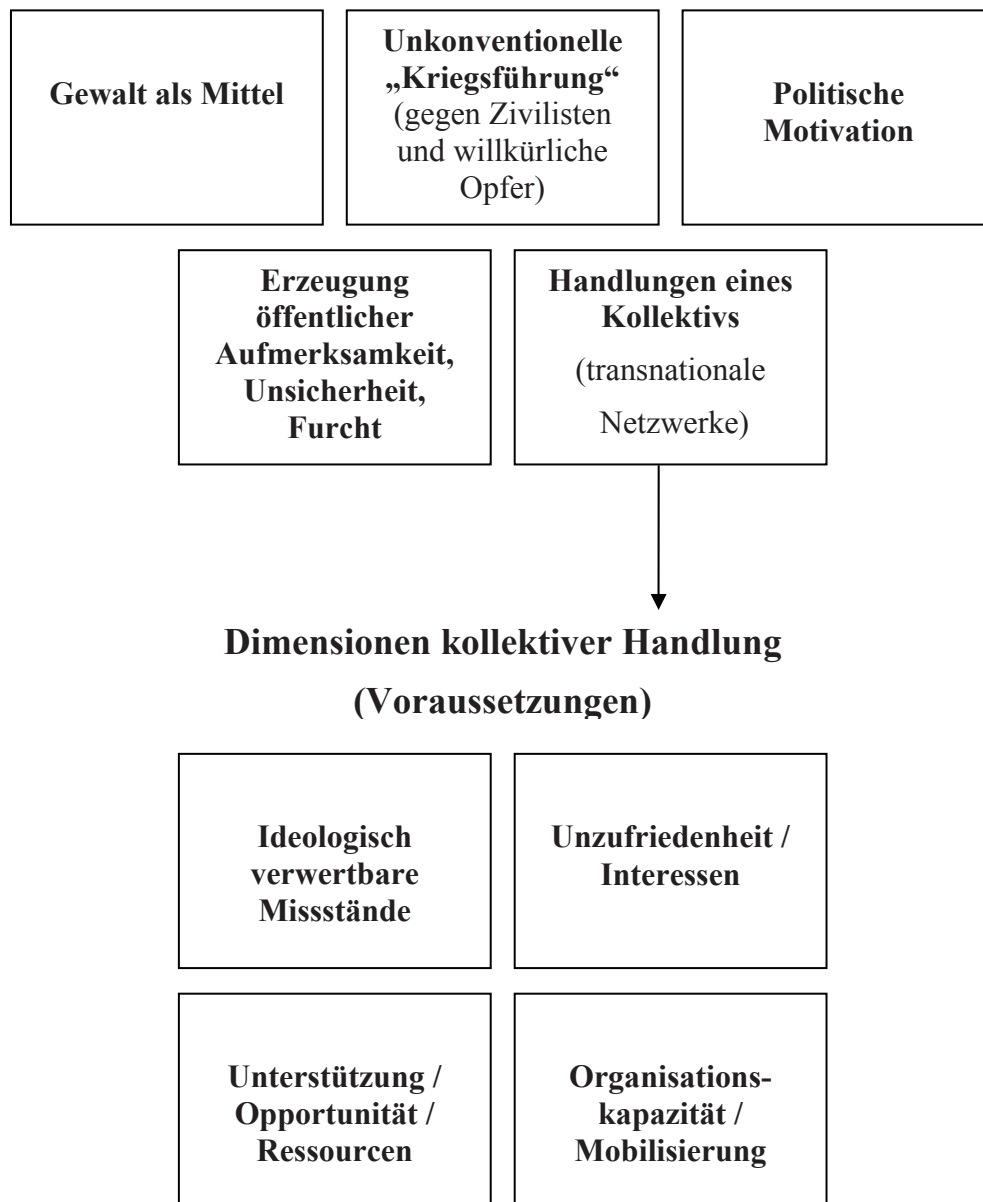 Gewalt als Mittel
Unkonventionelle
„Kriegsführung“
(gegen Zivilisten
und willkürliche
Opfer)
Politische
Motivation
Erzeugung
öffentlicher
Aufmerksamkeit,
Unsicherheit,
Furcht
Handlungen eines
Kollektivs
(transnationale
Netzwerke)
Dimensionen kollektiver Handlung
(Voraussetzungen)
Ideologisch
verwertbare
Missstände
Unzufriedenheit /
Interessen
Unterstützung /
Opportunität /
Ressourcen
Organisations-
kapazität /
Mobilisierung